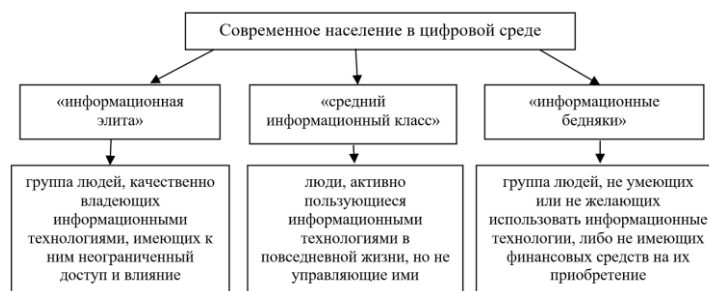 Современное население в цифровой среде
«информационная
элита»
«средний
информационный класс»
«информационные
бедняки»
группа людей, качественно
владеющих
информационными
технологиями, имеющих к
ним неограниченный
доступ и влияние
люди, активно
пользующиеся
информационными
технологиями в
повседневной жизни, но не
управляющие ими
группа людей, не умеющих
или не желающих
использовать информационные
технологии, либо не имеющих
финансовых средств на их
приобретение